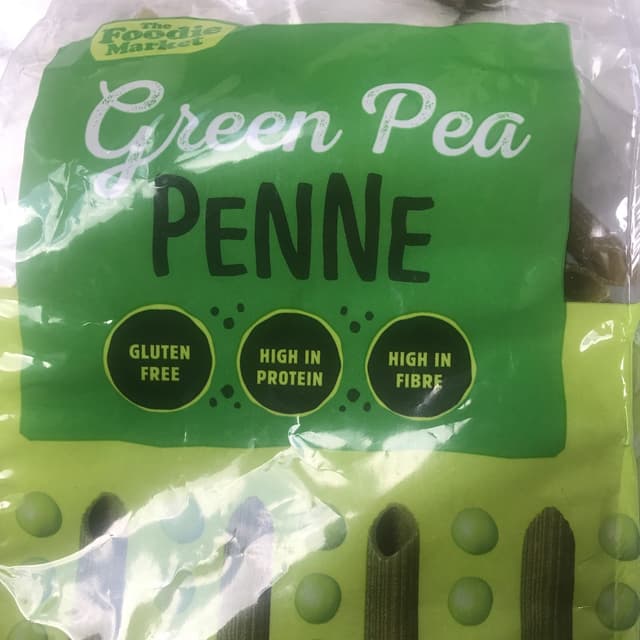 The
Foodie
Market
Green Pea
PENNE
GLUTEN
FREE
HIGH IN
PROTEIN
HIGH IN
FIBRE